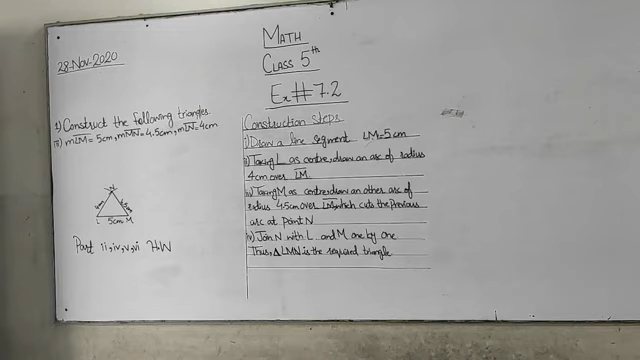 28-Nov-2020
MATH
CLASS 5th
Ex# 7.2
Construct the following triangles
mLM = 5cm, mMN = 4.5cm, mLN = 4cm
N
4cm
4.5cm
L 5cm M
Part ii, iv, v, vi H.W
Construction steps
i) Draw a line segment LM=5cm
ii) Taking L as centre, draw an arc of radius
4cm over LM.
iii) Taking M as centre, draw an other arc of
radius 4.5cm over LM, which cuts the previous
arc at point N
iv) Join N with L and M one by one
Thus, Δ LMN is the required triangle